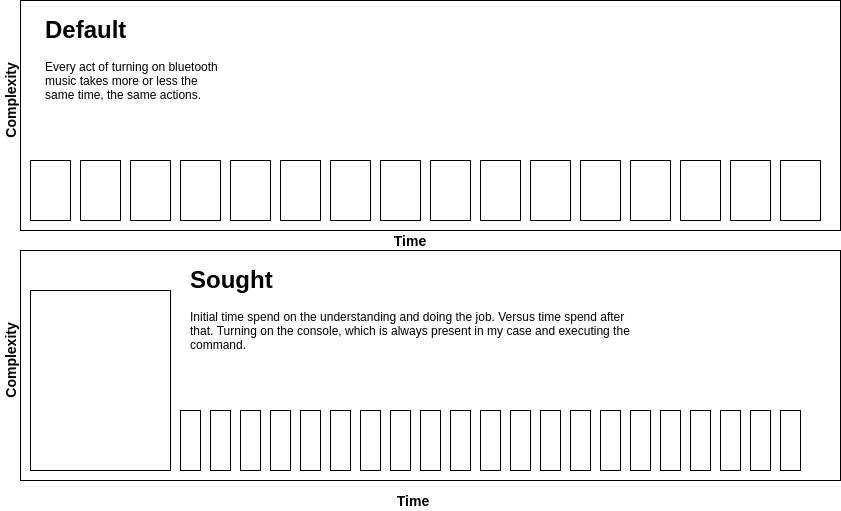 Default
Every act of turning on bluetooth
music takes more or less the
same time, the same actions.
Complexity
Time
Sought
Initial time spend on the understanding and doing the job. Versus time spend after
that. Turning on the console, which is always present in my case and executing the
command.
Complexity
Time